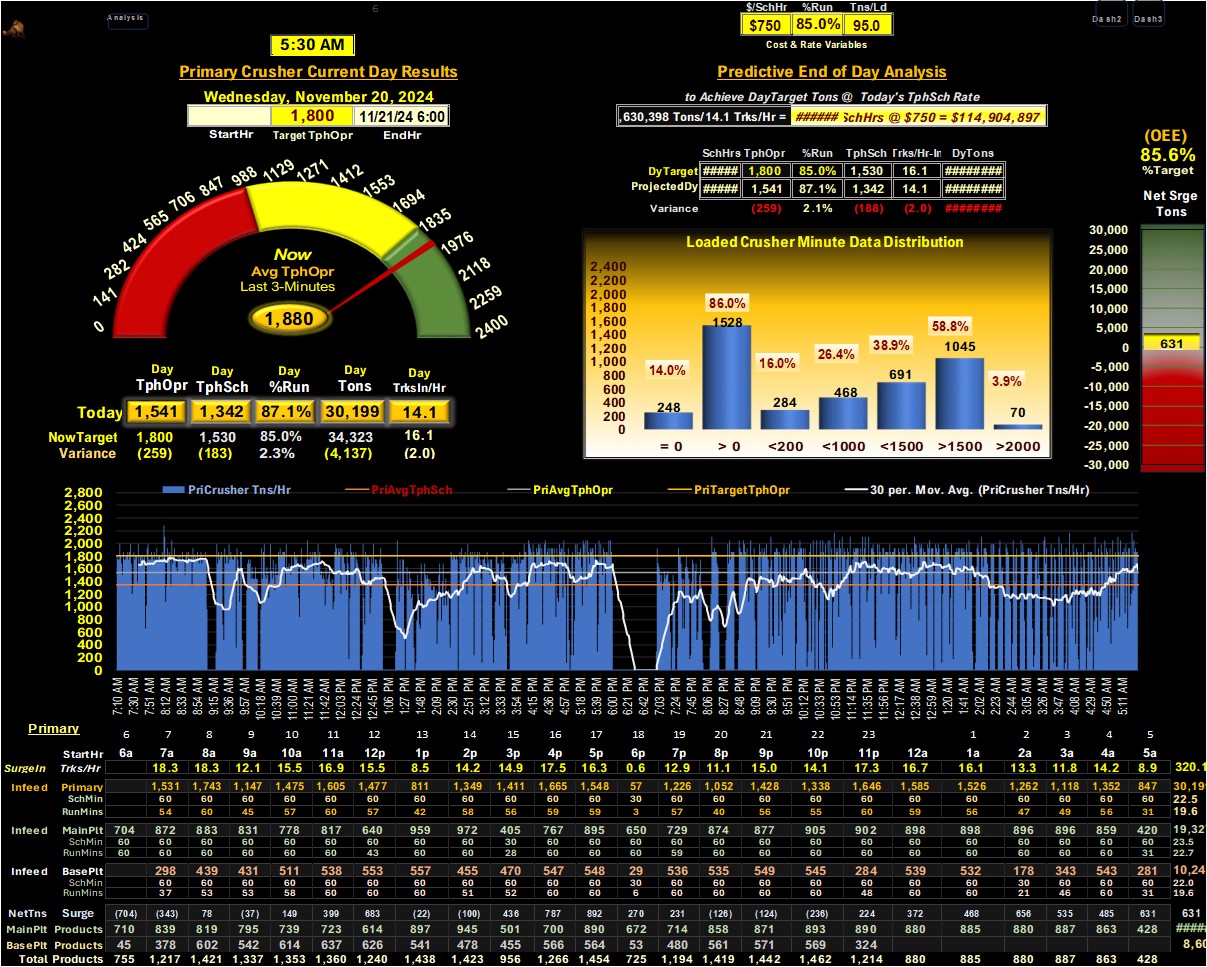 6
Analysis
$/SchHr %Run Tns/Ld
$750 85.0% 95.0
Cost & Rate Variables
Dash2 Dash3
5:30 AM
Primary Crusher Current Day Results
Wednesday, November 20, 2024
1,800 11/21/24 6:00
StartHr Target TphOpr EndHr
Predictive End of Day Analysis
to Achieve DayTarget Tons @ Today's TphSch Rate
,630,398 Tons/14.1 Trks/Hr = ###### SchHrs @ $750 = $114,904,897
SchHrs TphOpr %Run TphSch Trks/Hr-In DyTons
DyTarget ##### 1,800 85.0% 1,530 16.1 ########
ProjectedDy ##### 1,541 87.1% 1,342 14.1 ########
Variance (259) 2.1% (188) (2.0) ########
(OEE)
85.6%
%Target
Net Srge
Tons
30,000
25,000
20,000
15,000
10,000
5,000
0
-5,000
-10,000
-15,000
-20,000
-25,000
-30,000
631
0 141 282 424 565 706 847 988 1129 1271 1412 1553 1694 1835 1976 2118 2259 2400
Now
Avg TphOpr
Last 3-Minutes
1,880
Loaded Crusher Minute Data Distribution
2,400
2,200
2,000
1,800
1,600
1,400
1,200
1,000
800
600
400
200
0
14.0% 86.0% 16.0% 26.4% 38.9% 58.8% 3.9%
248 1528 284 468 691 1045 70
= 0 > 0 <200 <1000 <1500 >1500 >2000
Day Day Day Day Day
TphOpr TphSch %Run Tons TrksIn/Hr
Today 1,541 1,342 87.1% 30,199 14.1
NowTarget 1,800 1,530 85.0% 34,323 16.1
Variance (259) (183) 2.3% (4,137) (2.0)
PriCrusher Tns/Hr PriAvgTphSch PriAvgTphOpr PriTargetTphOpr 30 per. Mov. Avg. (PriCrusher Tns/Hr)
2,800
2,600
2,400
2,200
2,000
1,800
1,600
1,400
1,200
1,000
800
600
400
200
0
7:10 AM 7:30 AM 7:51 AM 8:12 AM 8:33 AM 8:54 AM 9:15 AM 9:36 AM 9:57 AM 10:18 AM 10:39 AM 11:00 AM 11:21 AM 11:42 AM 12:03 PM 12:24 PM 12:45 PM 1:06 PM 1:27 PM 1:48 PM 2:09 PM 2:30 PM 2:51 PM 3:12 PM 3:33 PM 3:54 PM 4:15 PM 4:36 PM 4:57 PM 5:18 PM 5:39 PM 6:00 PM 6:21 PM 6:42 PM 7:03 PM 7:24 PM 7:45 PM 8:06 PM 8:27 PM 8:48 PM 9:09 PM 9:30 PM 9:51 PM 10:12 PM 10:33 PM 10:54 PM 11:14 PM 11:35 PM 11:56 PM 12:17 AM 12:38 AM 12:59 AM 1:20 AM 1:41 AM 2:02 AM 2:23 AM 2:44 AM 3:05 AM 3:26 AM 3:47 AM 4:08 AM 4:29 AM 4:50 AM 5:11 AM
Primary
6 7 8 9 10 11 12 13 14 15 16 17 18 19 20 21 22 23 1 2 3 4 5
StartHr 6a 7a 8a 9a 10a 11a 12p 1p 2p 3p 4p 5p 6p 7p 8p 9p 10p 11p 12a 1a 2a 3a 4a 5a
SurgeIn Trks/Hr 18.3 18.3 12.1 15.5 16.9 15.5 8.5 14.2 14.9 17.5 16.3 0.6 12.9 11.1 15.0 14.1 17.3 16.7 16.1 13.3 11.8 14.2 8.9 320.1
Infeed Primary 1,531 1,743 1,147 1,475 1,605 1,477 811 1,349 1,411 1,665 1,548 57 1,226 1,052 1,428 1,338 1,646 1,585 1,526 1,262 1,118 1,352 847 30,199
SchMin 60 60 60 60 60 60 60 60 60 60 60 30 60 60 60 60 60 60 60 60 60 60 31 22.5
RunMins 54 60 45 57 60 57 42 58 56 59 59 3 57 40 56 55 60 59 56 47 49 56 31 19.6
Infeed MainPlt 704 872 883 831 778 817 640 959 972 405 767 895 650 729 874 877 905 902 898 898 896 896 859 420 19,327
SchMin 60 60 60 60 60 60 60 60 60 30 60 60 60 60 60 60 60 60 60 60 60 60 60 31 23.5
RunMins 60 60 60 60 60 60 43 60 60 28 60 60 60 59 60 60 60 60 60 60 60 60 60 31 22.7
Infeed BasePlt 298 439 431 511 538 553 557 455 470 547 548 29 536 535 549 545 284 539 532 178 343 543 281 10,24
SchMin 60 60 60 60 60 60 60 60 60 60 60 30 60 60 60 60 60 60 60 30 60 60 31 22.0
RunMins 37 53 53 58 60 60 60 51 52 60 60 6 60 60 60 60 48 60 60 21 46 60 31 19.6
NetTns Surge (704) (343) 78 (37) 149 399 683 (22) (100) 436 787 892 270 231 (126) (124) (236) 224 372 468 656 535 485 631 631
MainPlt Products 710 839 819 795 739 723 614 897 945 501 700 890 672 714 858 871 893 890 880 885 880 887 863 428 #####
BasePlt Products 45 378 602 542 614 637 626 541 478 455 566 564 53 480 561 571 569 324 8,60
Total Products 755 1,217 1,421 1,337 1,353 1,360 1,240 1,438 1,423 956 1,266 1,454 725 1,194 1,419 1,442 1,462 1,214 880 885 880 887 863 428